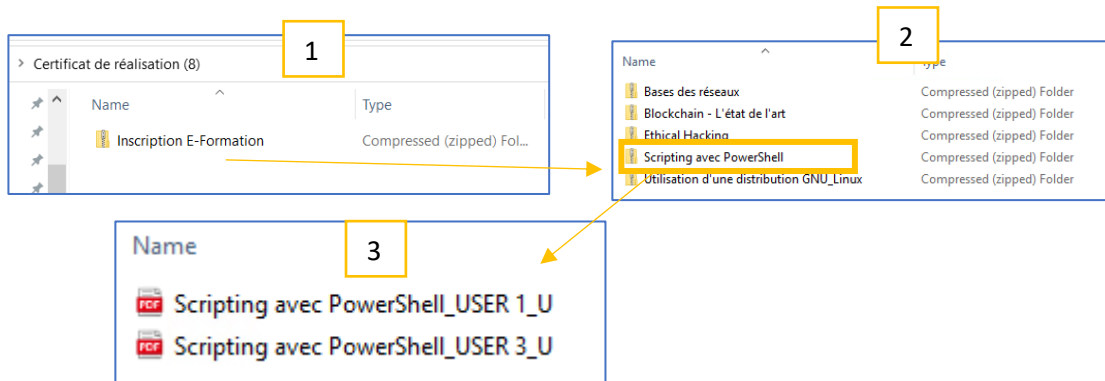 1
> Certificat de réalisation (8)
Name Type
Inscription E-Formation Compressed (zipped) Fol...
2
Name Type
Bases des réseaux Compressed (zipped) Folder
Blockchain - L'état de l'art Compressed (zipped) Folder
Ethical Hacking Compressed (zipped) Folder
Scripting avec PowerShell Compressed (zipped) Folder
Utilisation d'une distribution GNU_Linux Compressed (zipped) Folder
3
Name
PDF Scripting avec PowerShell_USER 1_U
PDF Scripting avec PowerShell_USER 3_U